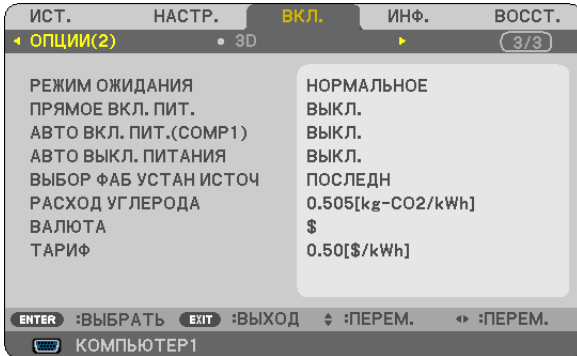 ИСТ. НАСТР. ВКЛ. ИНФ. ВОССТ.
ОПЦИИ(2) 3D 3/3
РЕЖИМ ОЖИДАНИЯ НОРМАЛЬНОЕ
ПРЯМОЕ ВКЛ. ПИТ. ВЫКЛ.
АВТО ВКЛ. ПИТ.(COMP1) ВЫКЛ.
АВТО ВЫКЛ. ПИТАНИЯ ВЫКЛ.
ВЫБОР ФАБ УСТАН ИСТОЧ ПОСЛЕДН
РАСХОД УГЛЕРОДА 0.505[kg-CO2/kWh]
ВАЛЮТА $
ТАРИФ 0.50[$/kWh]
ENTER :ВЫБРАТЬ EXIT :ВЫХОД :ПЕРЕМ. :ПЕРЕМ.
КОМПЬЮТЕР1